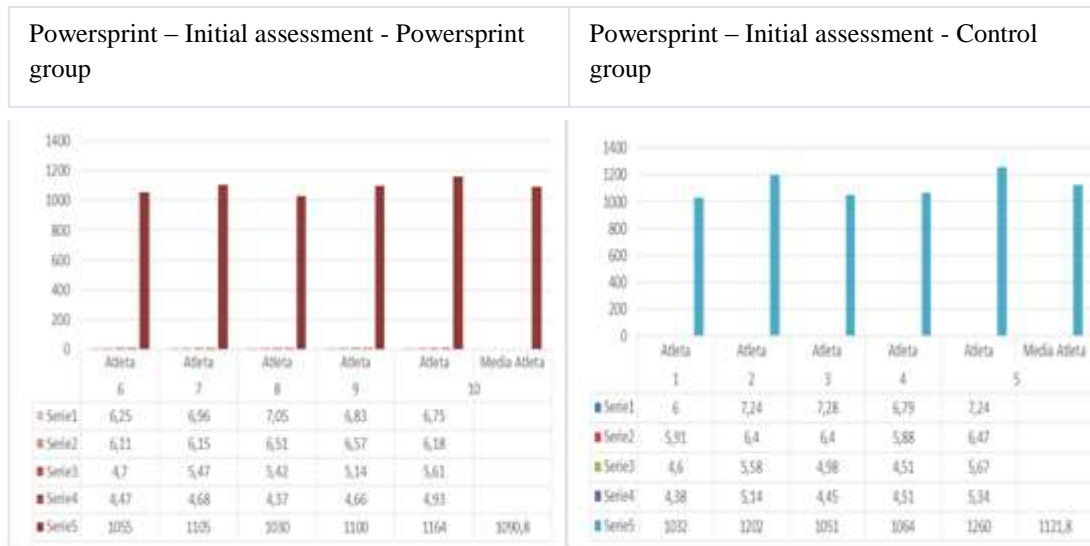 Powersprint – Initial assessment - Powersprint
group
Powersprint – Initial assessment - Control
group
1400
1200
1000
800
600
400
200
0
Atleta Atleta Atleta Atleta Atleta Media Atleta
6 7 8 9 10
Serie1 6,25 6,96 7,05 6,83 6,75
Serie2 6,11 6,15 6,51 6,57 6,18
Serie3 4,7 5,47 5,42 5,14 5,61
Serie4 4,47 4,68 4,37 4,66 4,93
Serie5 1055 1105 1030 1100 1164 1090,8
1400
1200
1000
800
600
400
200
0
Atleta Atleta Atleta Atleta Atleta Media Atleta
1 2 3 4 5
Serie1 6 7,24 7,28 6,79 7,24
Serie2 5,91 6,4 6,4 5,88 6,47
Serie3 4,6 5,58 4,98 4,51 5,67
Serie4 4,38 5,14 4,45 4,51 5,34
Serie5 1032 1202 1051 1064 1260 1121,8